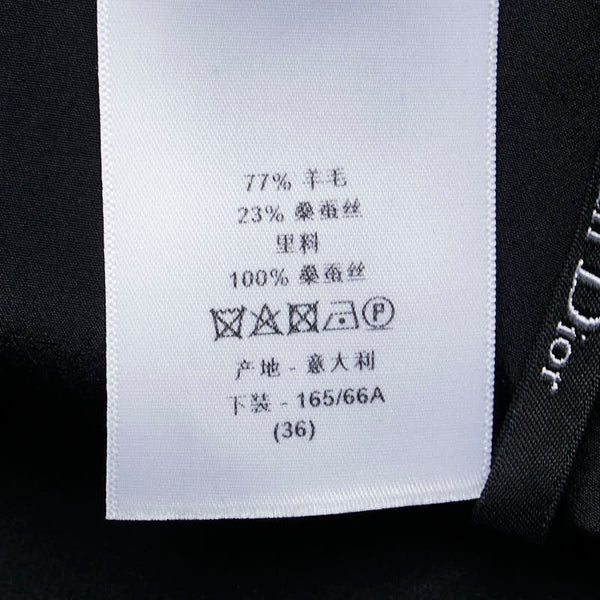 77% 羊毛
23% 桑蚕丝
里料
100% 桑蚕丝
P
产地 - 意大利
下装 - 165/66A
(36)
Dior